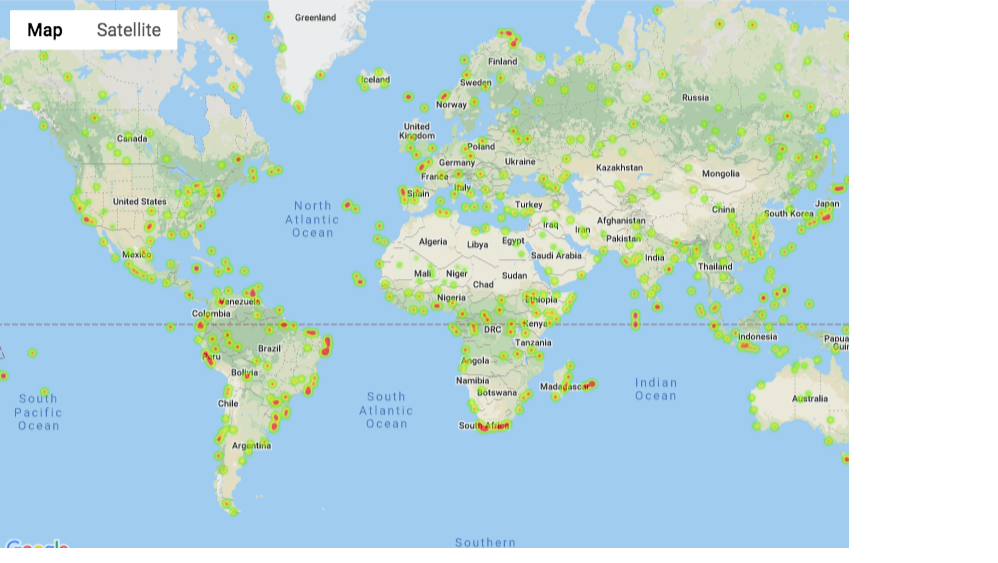 Map Satellite
Greenland
Iceland
Finland
Sweden
Norway
Russia
United
Kingdom
Canada
Poland
Germany
Ukraine
Kazakhstan
France
Mongolia
Italy
Spain
United States
Turkey
North
Atlantic
Ocean
China
South Korea
Japan
Afghanistan
Iraq
Iran
Pakistan
Algeria
Libya
Egypt
Saudi Arabia
India
Mexico
Thailand
Mali
Niger
Sudan
Chad
Nigeria
Ethiopia
Venezuela
Colombia
Kenya
DRC
Indonesia
Papua
Brazil
Tanzania
Peru
Angola
Bolivia
Namibia
Botswana
Madagascar
Indian
Ocean
South
Pacific
Ocean
Chile
South
Atlantic
Ocean
Australia
South Africa
Argentina
Southern
Google